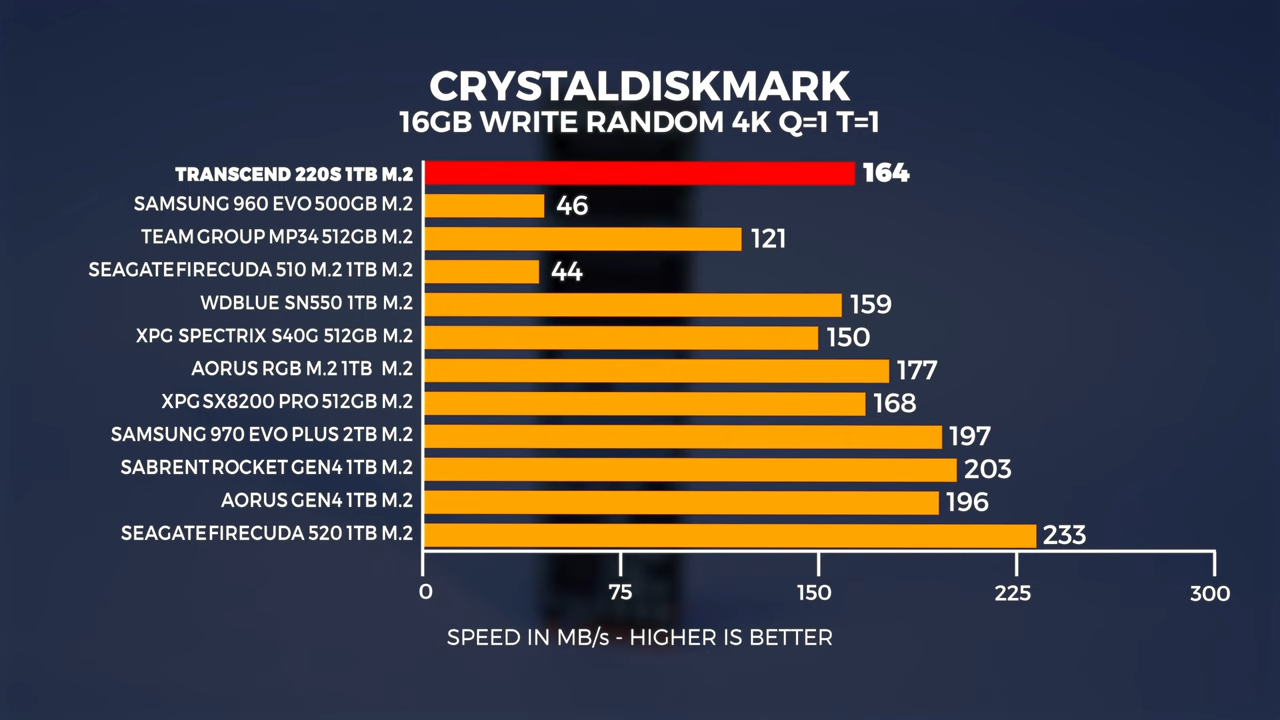 CRYSTALDISKMARK
16GB WRITE RANDOM 4K Q=1 T=1
TRANSCEND 220S 1TB M.2 164
SAMSUNG 960 EVO 500GB M.2 46
TEAM GROUP MP34 512GB M.2 121
SEAGATE FIRECUDA 510 M.2 1TB M.2 44
WDBLUE SN550 1TB M.2 159
XPG SPECTRIX S40G 512GB M.2 150
AORUS RGB M.2 1TB M.2 177
XPG SX8200 PRO 512GB M.2 168
SAMSUNG 970 EVO PLUS 2TB M.2 197
SABRENT ROCKET GEN4 1TB M.2 203
AORUS GEN4 1TB M.2 196
SEAGATE FIRECUDA 520 1TB M.2 233
0 75 150 225 300
SPEED IN MB/s - HIGHER IS BETTER